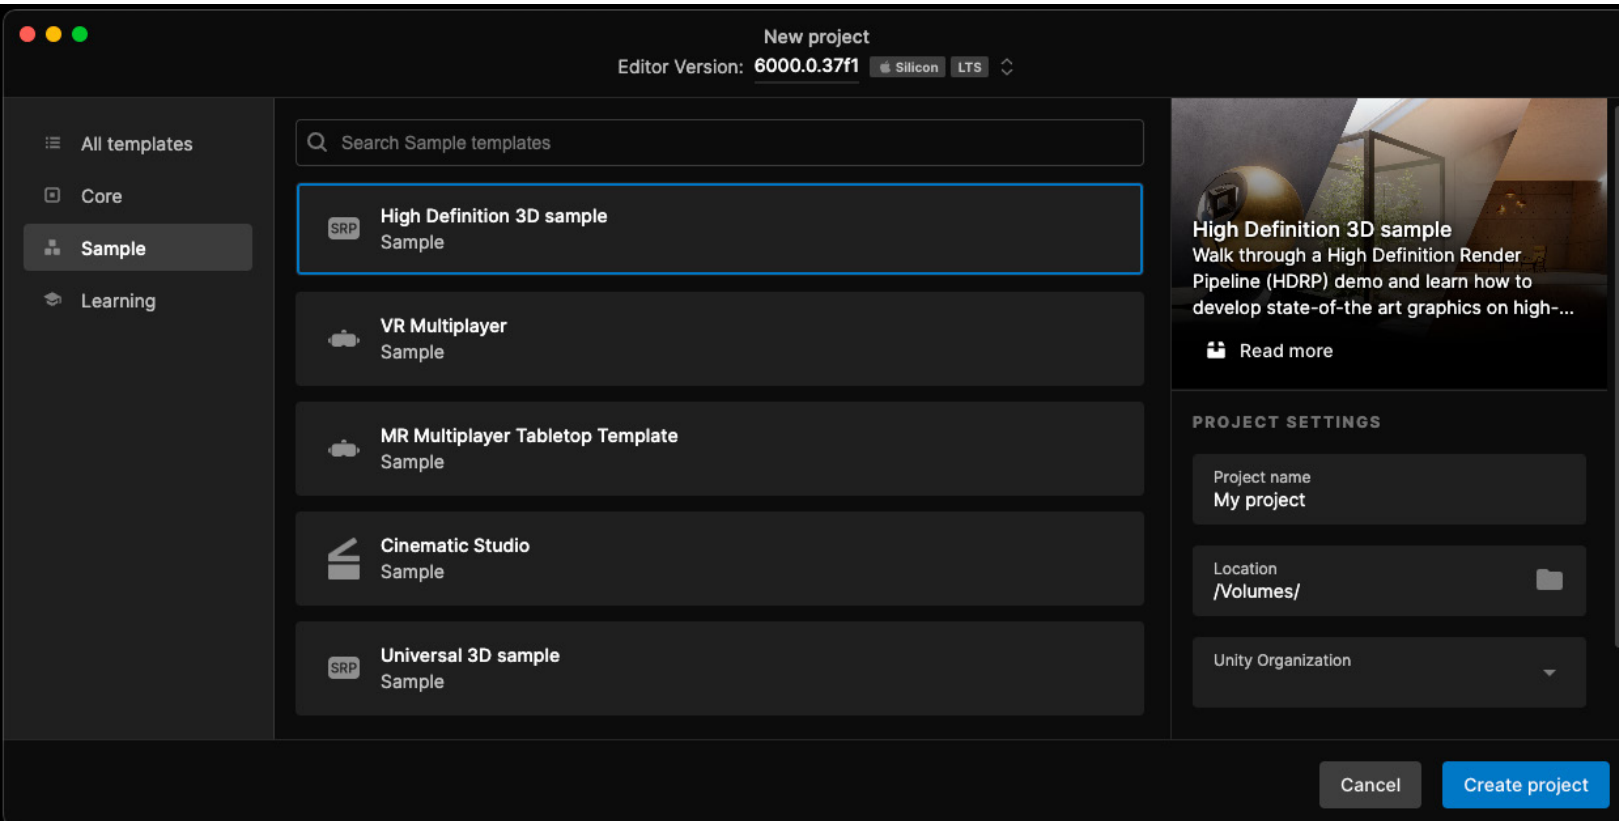 New project
Editor Version: 6000.0.37f1 Silicon LTS
All templates
Core
Sample
Learning
Search Sample templates
SRP
High Definition 3D sample
Sample
VR Multiplayer
Sample
MR Multiplayer Tabletop Template
Sample
Cinematic Studio
Sample
SRP
Universal 3D sample
Sample
High Definition 3D sample
Walk through a High Definition Render
Pipeline (HDRP) demo and learn how to
develop state-of-the art graphics on high-...
Read more
PROJECT SETTINGS
Project name
My project
Location
/Volumes/
Unity Organization
Cancel
Create project